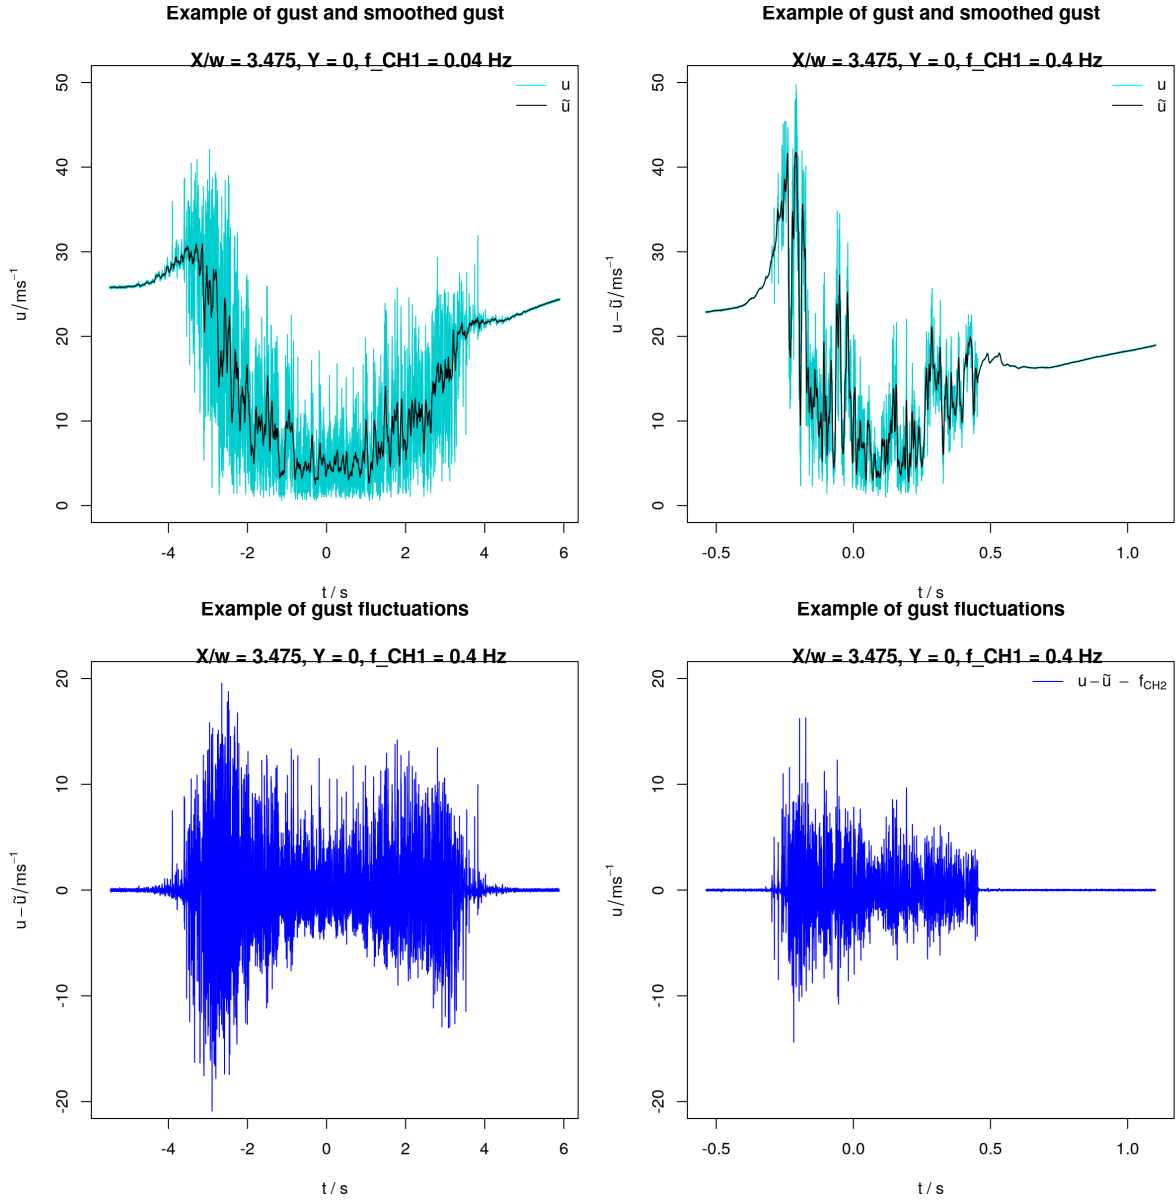 Example of gust and smoothed gust
X/w = 3.475, Y = 0, f_CH1 = 0.04 Hz
u
ũ
50
40
30
20
10
0
u/ms⁻¹
-4 -2 0 2 4 6
t / s
Example of gust and smoothed gust
X/w = 3.475, Y = 0, f_CH1 = 0.4 Hz
u
ũ
50
40
30
20
10
0
u − ũ/ms⁻¹
-0.5 0.0 0.5 1.0
t / s
Example of gust fluctuations
X/w = 3.475, Y = 0, f_CH1 = 0.4 Hz
20
10
0
-10
-20
u − ũ/ms⁻¹
-4 -2 0 2 4 6
t / s
Example of gust fluctuations
X/w = 3.475, Y = 0, f_CH1 = 0.4 Hz
u − ũ − f_CH2
20
10
0
-10
-20
u/ms⁻¹
-0.5 0.0 0.5 1.0
t / s